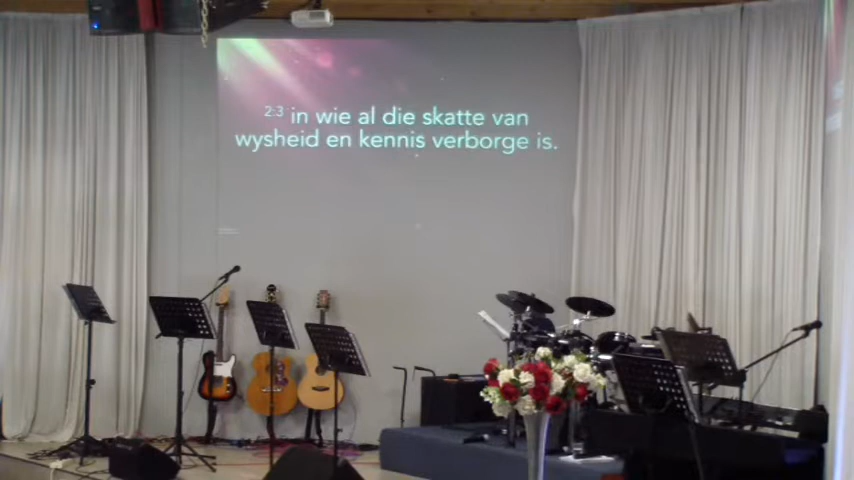 2:3 in wie al die skatte van
wysheid en kennis verborge is.